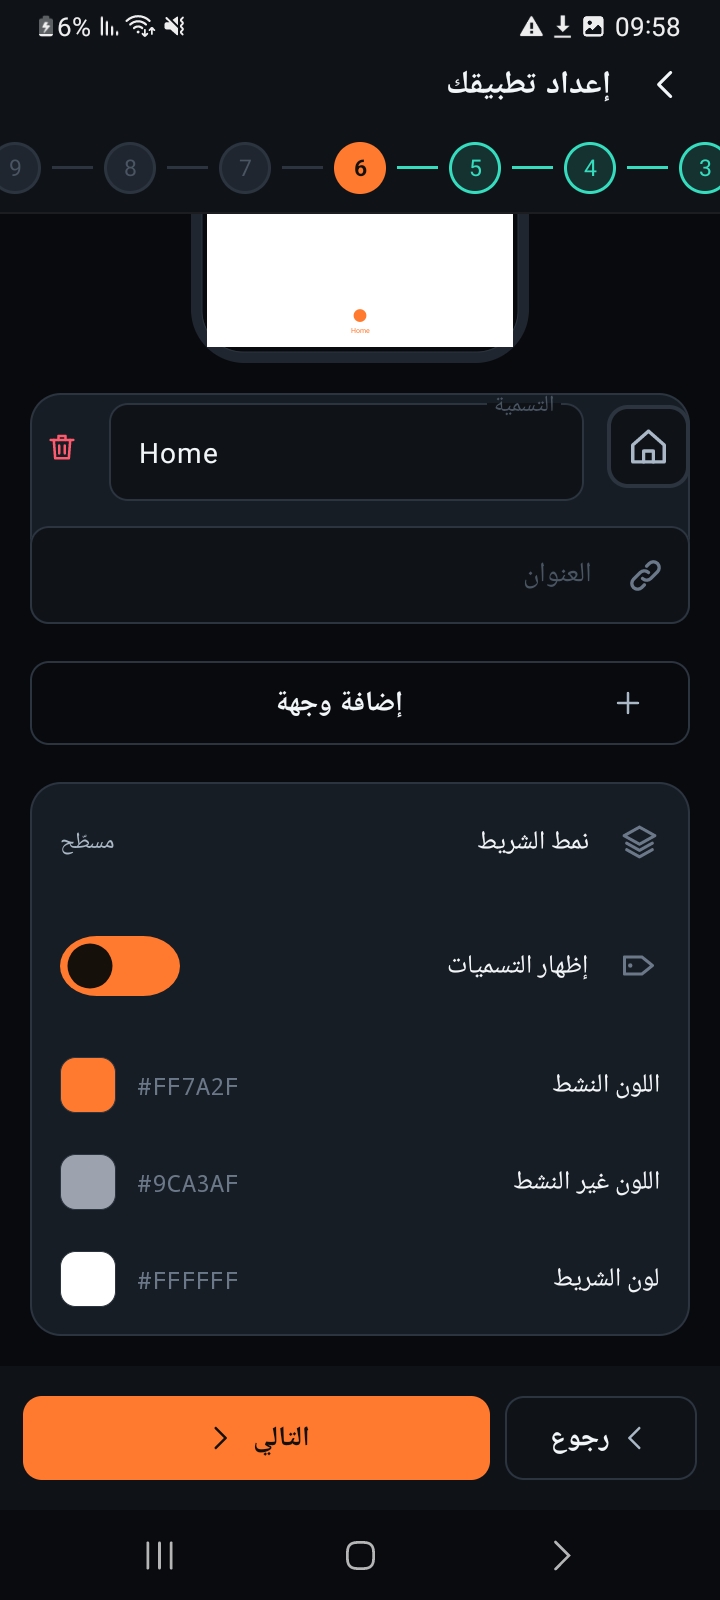 6% 09:58
إعداد تطبيقك
3 4 5 6 7 8 9
Home
التسمية
Home
العنوان
إضافة وجهة
نمط الشريط مسطّح
إظهار التسميات
اللون النشط #FF7A2F
اللون غير النشط #9CA3AF
لون الشريط #FFFFFF
رجوع التالي